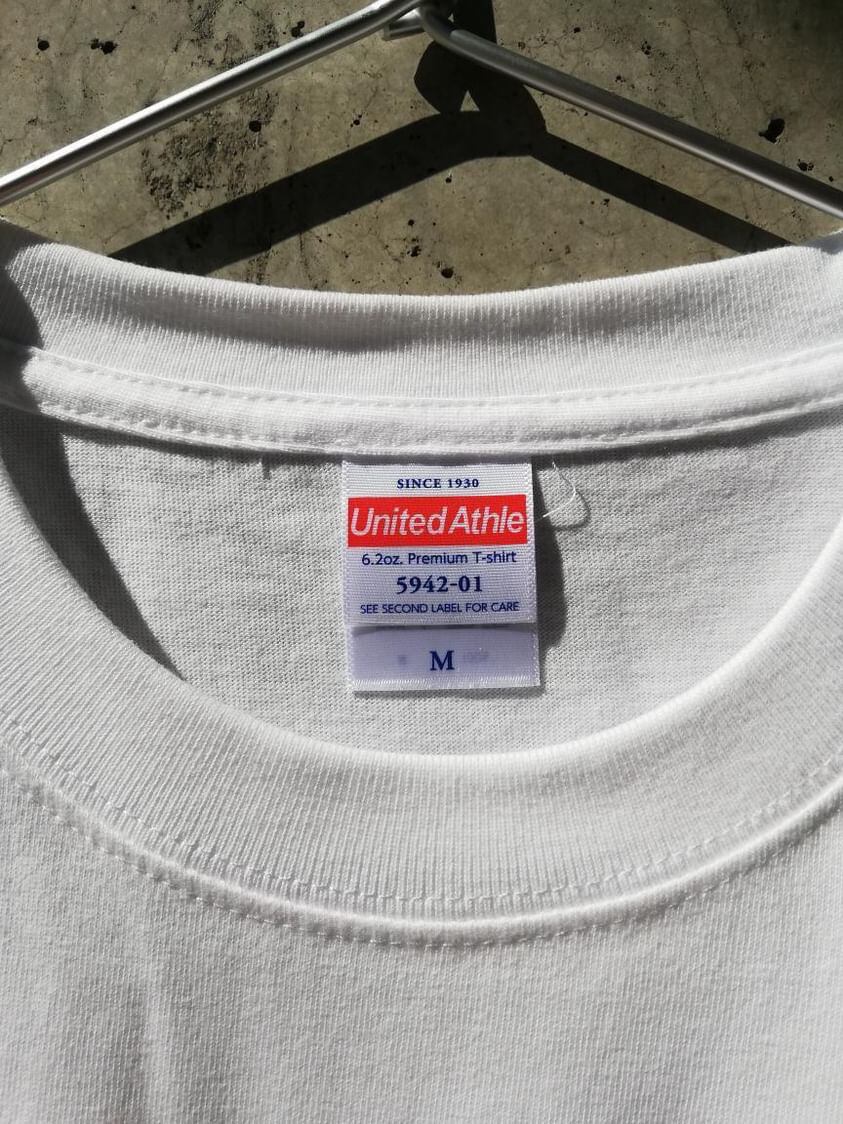 SINCE 1930
United Athle
6.2oz. Premium T-shirt
5942-01
SEE SECOND LABEL FOR CARE
M